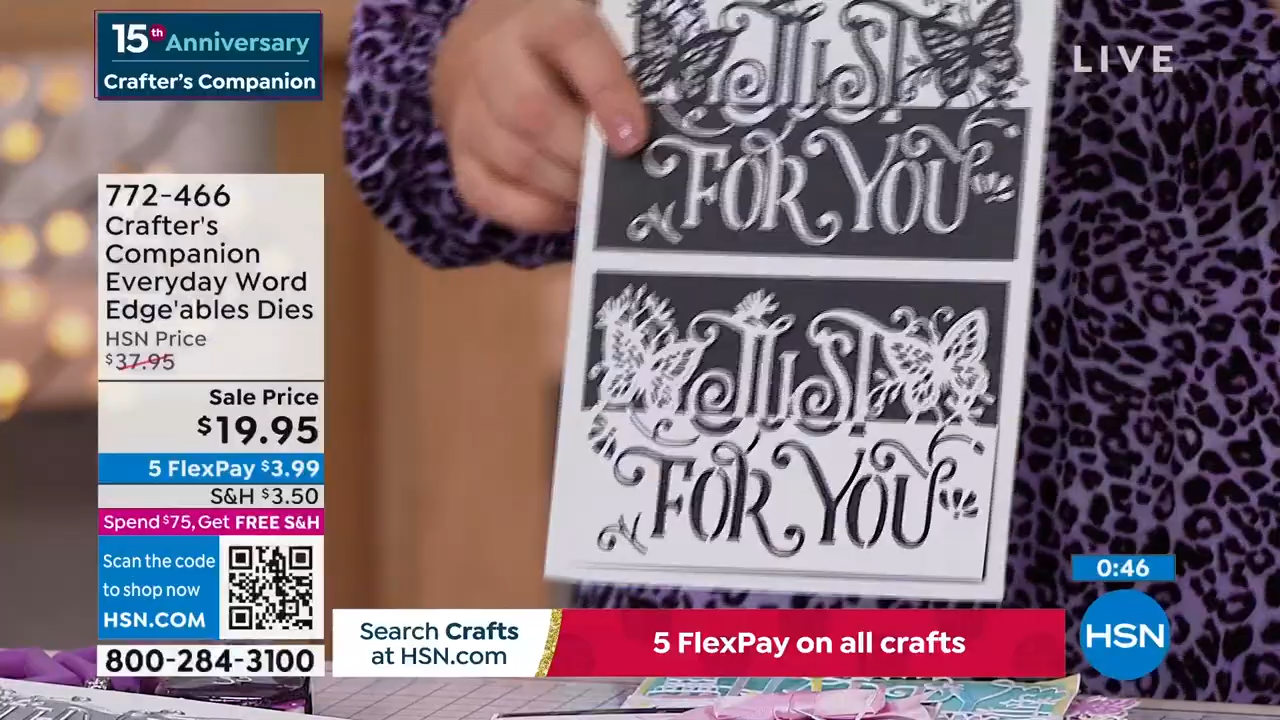 15th Anniversary
Crafter's Companion
LIVE
772-466
Crafter's
Companion
Everyday Word
Edge'ables Dies
HSN Price
$37.95
Sale Price
$19.95
5 FlexPay $3.99
S&H $3.50
Spend $75, Get FREE S&H
Scan the code
to shop now
HSN.COM
800-284-3100
JUST
FOR YOU
JUST
FOR YOU
Search Crafts
at HSN.com
5 FlexPay on all crafts
0:46
HSN